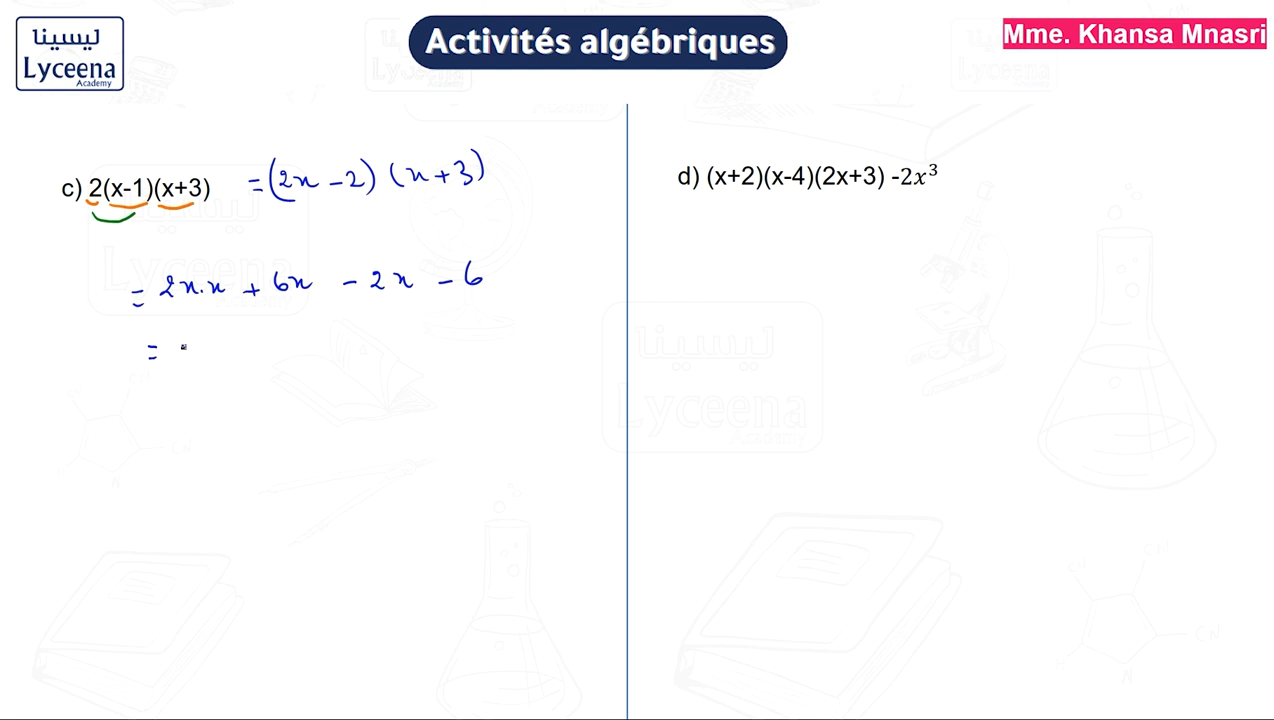 ليسينا
Lyceena
Academy
Activités algébriques
Mme. Khansa Mnasri
c) 2(x-1)(x+3) = (2x - 2) (x + 3)
= 2x.x + 6x - 2x - 6
=
d) (x+2)(x-4)(2x+3) -2x³